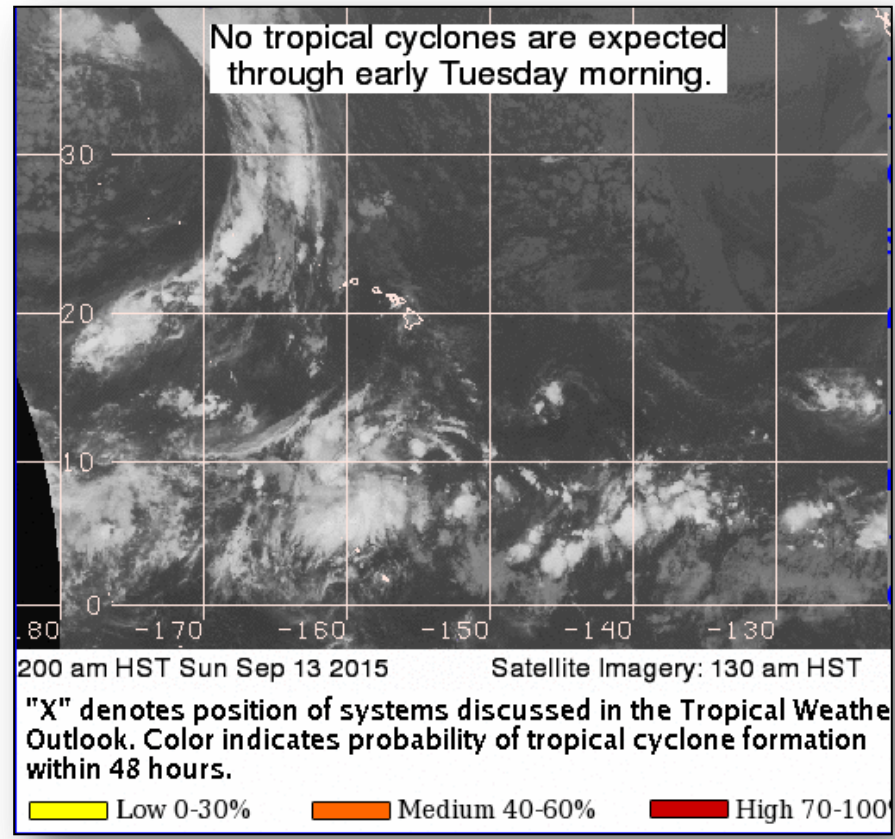 No tropical cyclones are expected
through early Tuesday morning.
30
20
10
0
80 -170 -160 -150 -140 -130
200 am HST Sun Sep 13 2015 Satellite Imagery: 130 am HST
"X" denotes position of systems discussed in the Tropical Weathe
Outlook. Color indicates probability of tropical cyclone formation
within 48 hours.
Low 0-30% Medium 40-60% High 70-100%